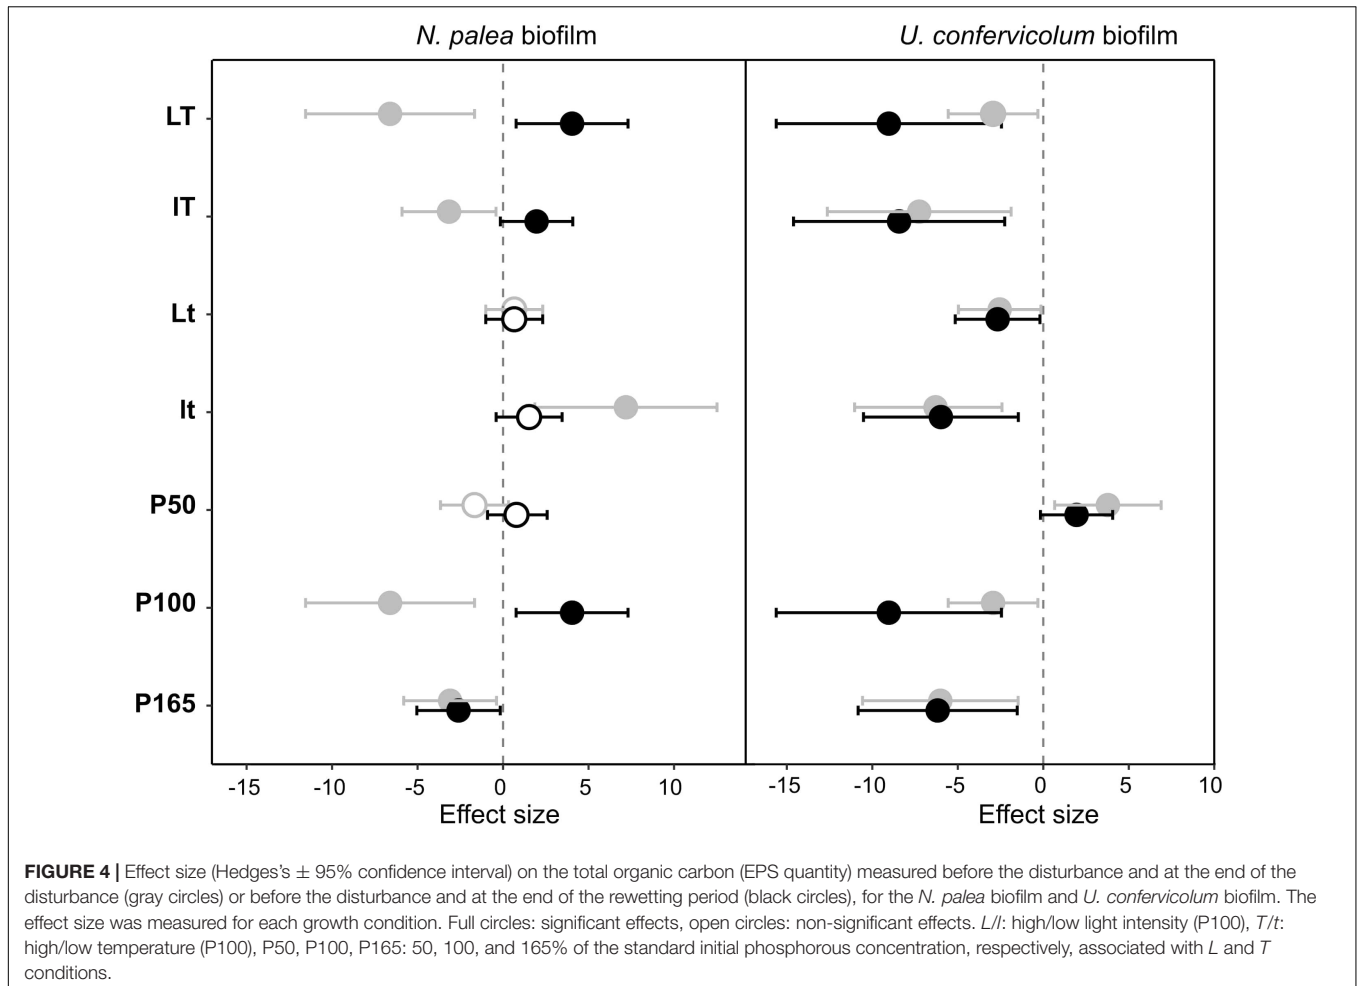 N. palea biofilm
U. confervicolum biofilm
LT
lT
Lt
lt
P50
P100
P165
-15 -10 -5 0 5 10 -15 -10 -5 0 5 10
Effect size Effect size
FIGURE 4 | Effect size (Hedges's ± 95% confidence interval) on the total organic carbon (EPS quantity) measured before the disturbance and at the end of the
disturbance (gray circles) or before the disturbance and at the end of the rewetting period (black circles), for the N. palea biofilm and U. confervicolum biofilm. The
effect size was measured for each growth condition. Full circles: significant effects, open circles: non-significant effects. L/l: high/low light intensity (P100), T/t:
high/low temperature (P100), P50, P100, P165: 50, 100, and 165% of the standard initial phosphorous concentration, respectively, associated with L and T
conditions.